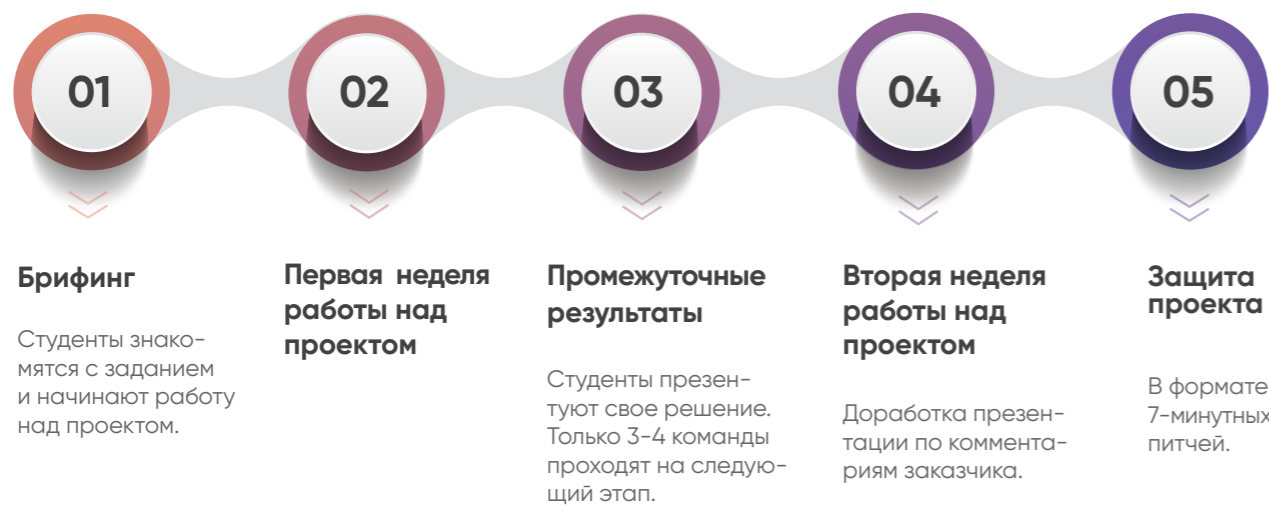 01
02
03
04
05
Брифинг
Студенты знако-
мятся с заданием
и начинают работу
над проектом.
Первая неделя
работы над
проектом
Промежуточные
результаты
Студенты презен-
туют свое решение.
Только 3-4 команды
проходят на следую-
щий этап.
Вторая неделя
работы над
проектом
Доработка презен-
тации по коммента-
риям заказчика.
Защита
проекта
В формате
7-минутных
питчей.